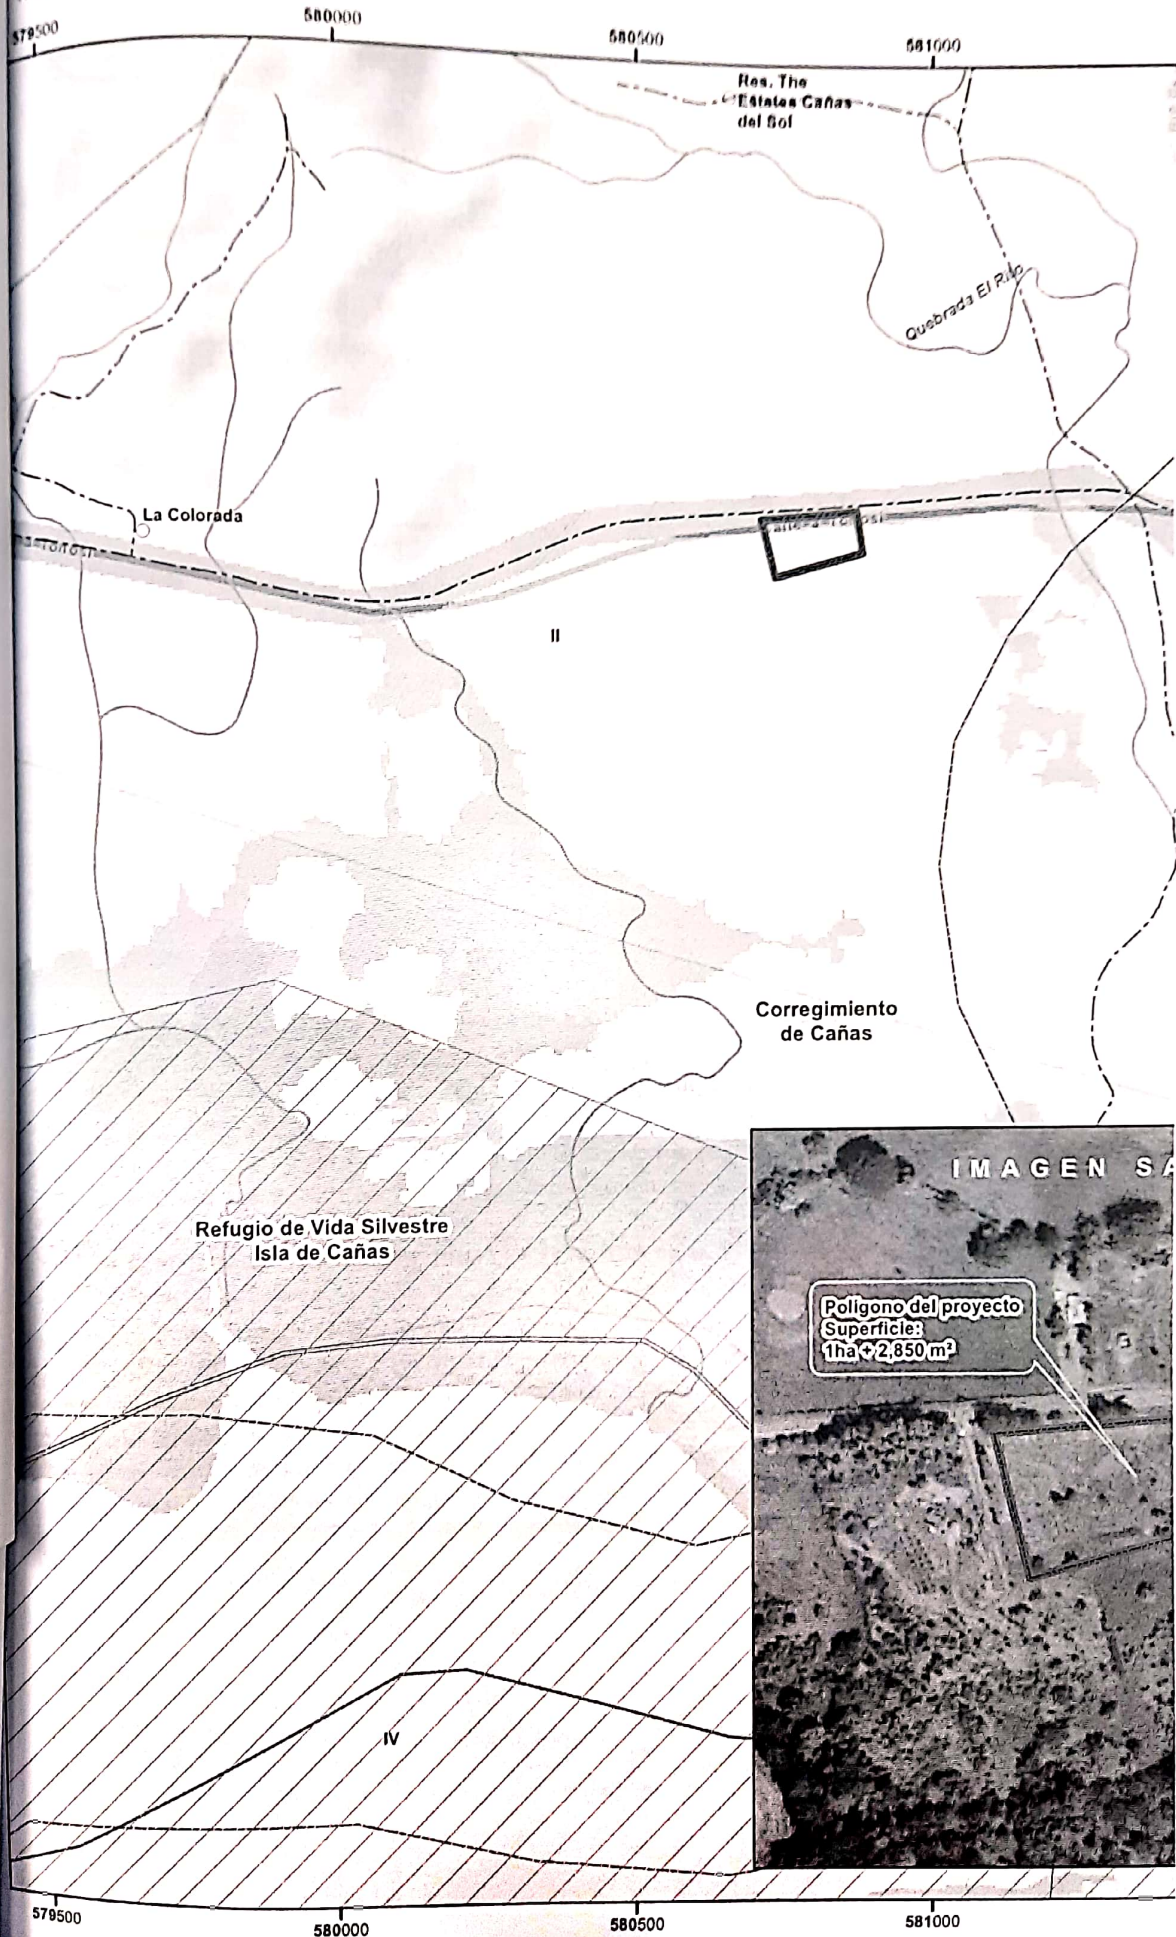 579500
580000
580500
581000
Res. The
Estates Cañas
del Sol
Quebrada El Rito
La Colorada
II
Corregimiento
de Cañas
IMAGEN SA
Refugio de Vida Silvestre
Isla de Cañas
Polígono del proyecto
Superficie:
1ha + 2,850 m²
IV
579500
580000
580500
581000